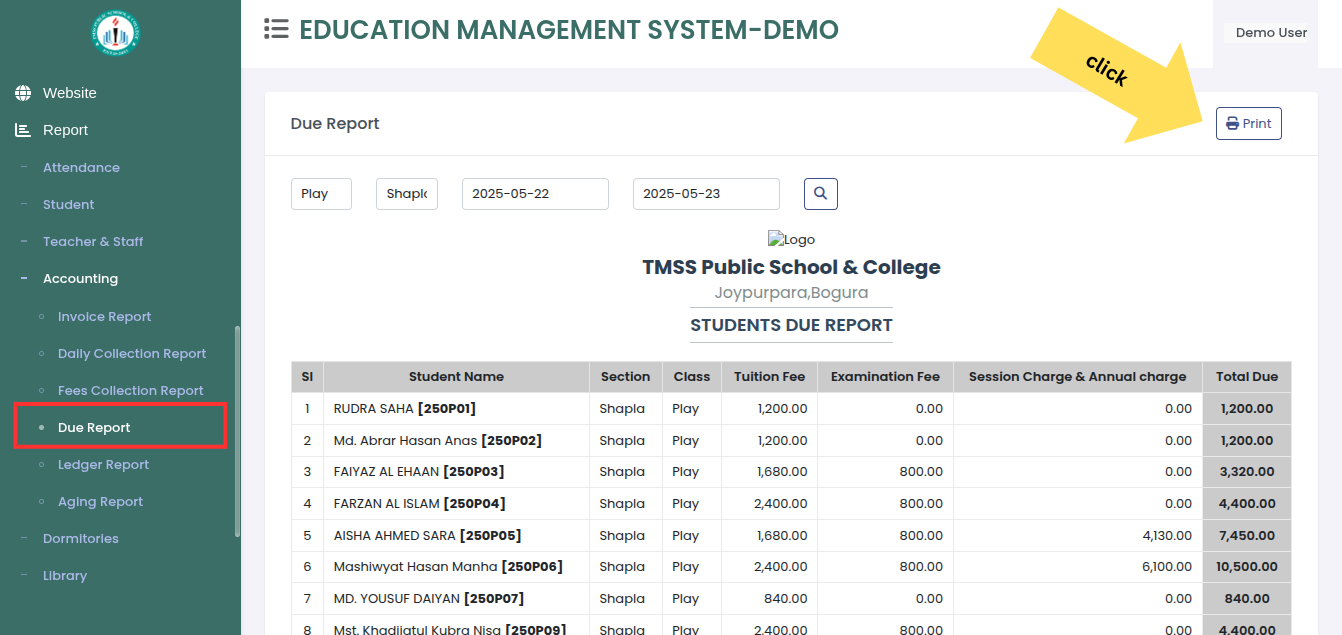 EDUCATION MANAGEMENT SYSTEM-DEMO
Demo User
click
Website
Report
Attendance
Student
Teacher & Staff
Accounting
Invoice Report
Daily Collection Report
Fees Collection Report
Due Report
Ledger Report
Aging Report
Dormitories
Library
Due Report
Print
Play Shapla 2025-05-22 2025-05-23
Logo
TMSS Public School & College
Joypurpara,Bogura
STUDENTS DUE REPORT
Sl Student Name Section Class Tuition Fee Examination Fee Session Charge & Annual charge Total Due
1 RUDRA SAHA [250P01] Shapla Play 1,200.00 0.00 0.00 1,200.00
2 Md. Abrar Hasan Anas [250P02] Shapla Play 1,200.00 0.00 0.00 1,200.00
3 FAIYAZ AL EHAAN [250P03] Shapla Play 1,680.00 800.00 0.00 3,320.00
4 FARZAN AL ISLAM [250P04] Shapla Play 2,400.00 800.00 0.00 4,400.00
5 AISHA AHMED SARA [250P05] Shapla Play 1,680.00 800.00 4,130.00 7,450.00
6 Mashiwyat Hasan Manha [250P06] Shapla Play 2,400.00 800.00 6,100.00 10,500.00
7 MD. YOUSUF DAIYAN [250P07] Shapla Play 840.00 0.00 0.00 840.00
8 Mst. Khadijatul Kubra Nisa [250P09] Shapla Play 2,400.00 800.00 0.00 4,400.00